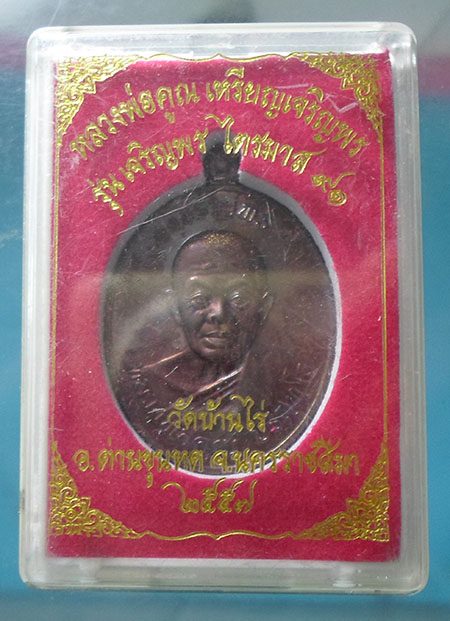 หลวงพ่อคูณ เหรียญเจริญพร
รุ่น เจริญพร ไตรมาส ๙๑
วัดบ้านไร่
อ.ด่านขุนทด จ.นครราชสีมา
๒๕๕๗